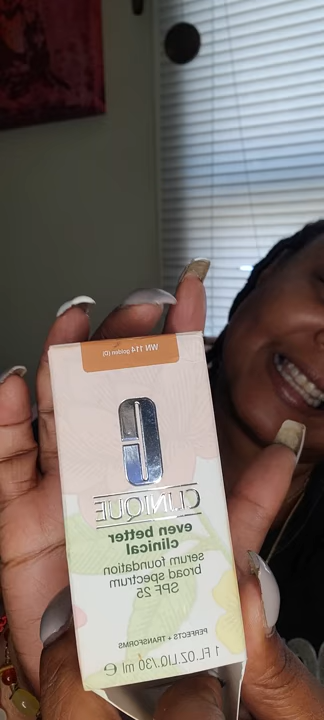 WN 114 golden (D)
CLINIQUE
even better
clinical
serum foundation
broad spectrum
SPF 25
PERFECTS + TRANSFORMS
1 FL.OZ.LIQ/30 ml e